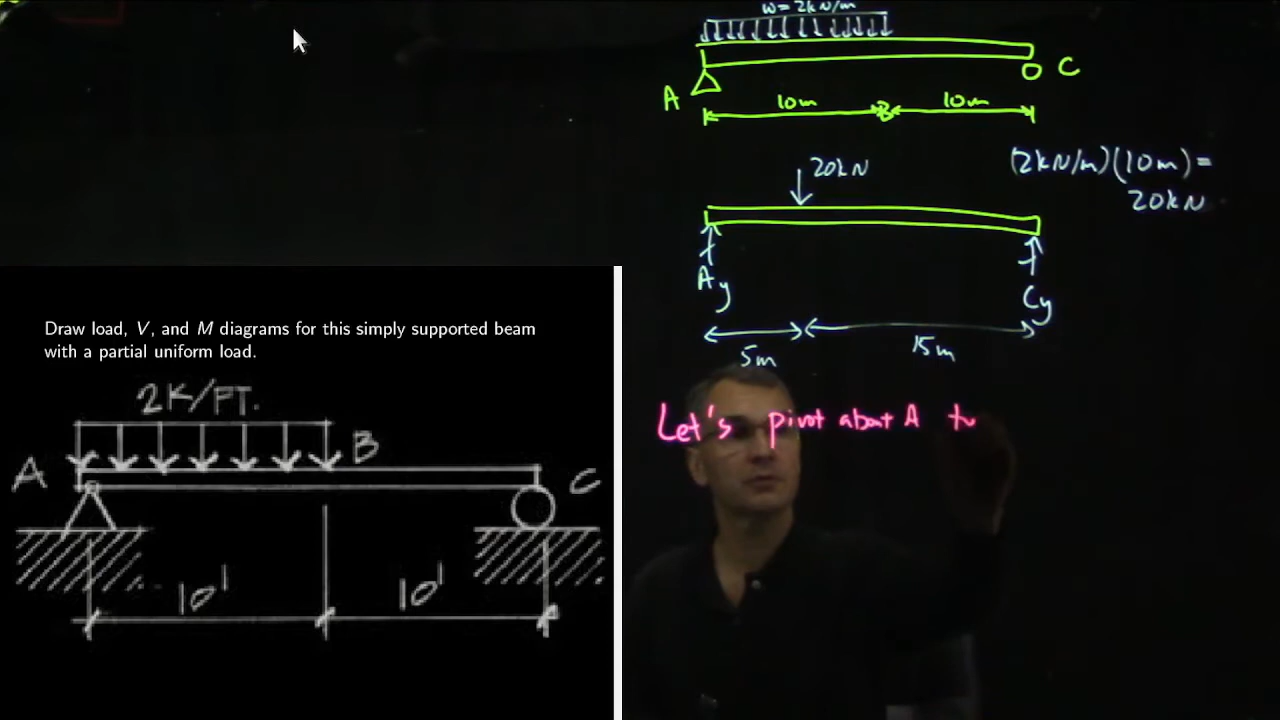 Draw load, V, and M diagrams for this simply supported beam
with a partial uniform load.
2K/FT.
A
B
C
10'
10'
w = 2kN/m
A
C
10m
B
10m
20kN
(2kN/m)(10m) =
20kN
Ay
Cy
5m
15m
Let's pivot about A to